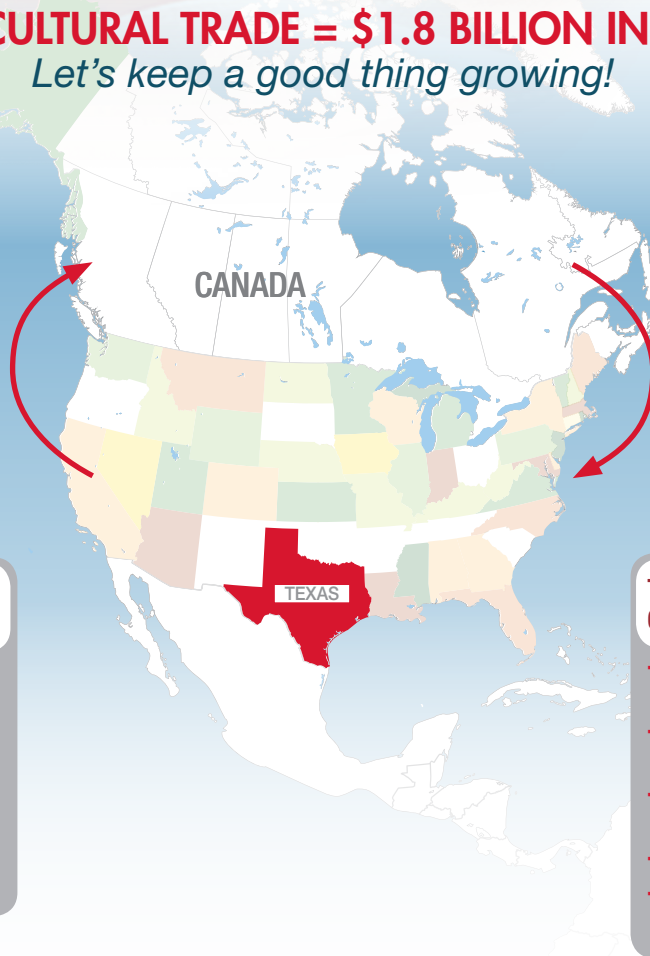 CULTURAL TRADE = $1.8 BILLION IN
Let's keep a good thing growing!
CANADA
TEXAS